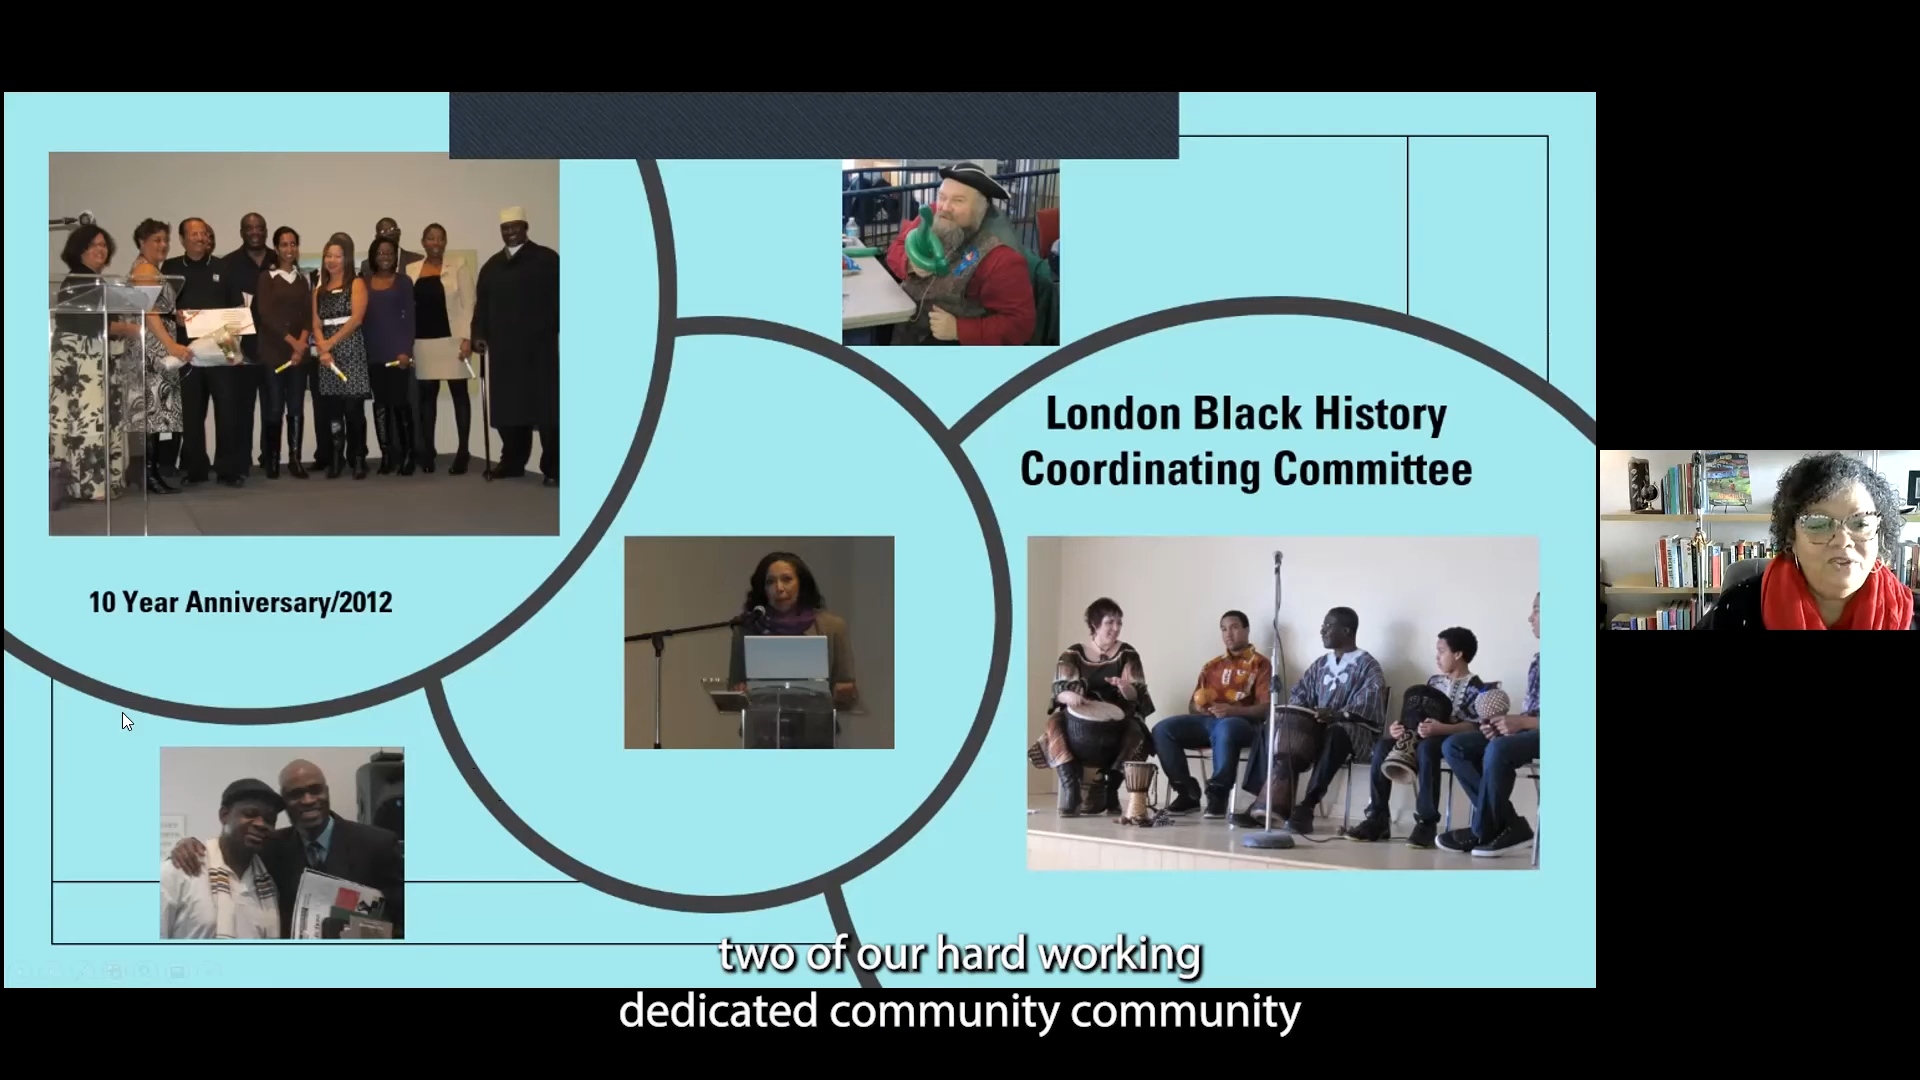 London Black History
Coordinating Committee
10 Year Anniversary/2012
two of our hard working
dedicated community community